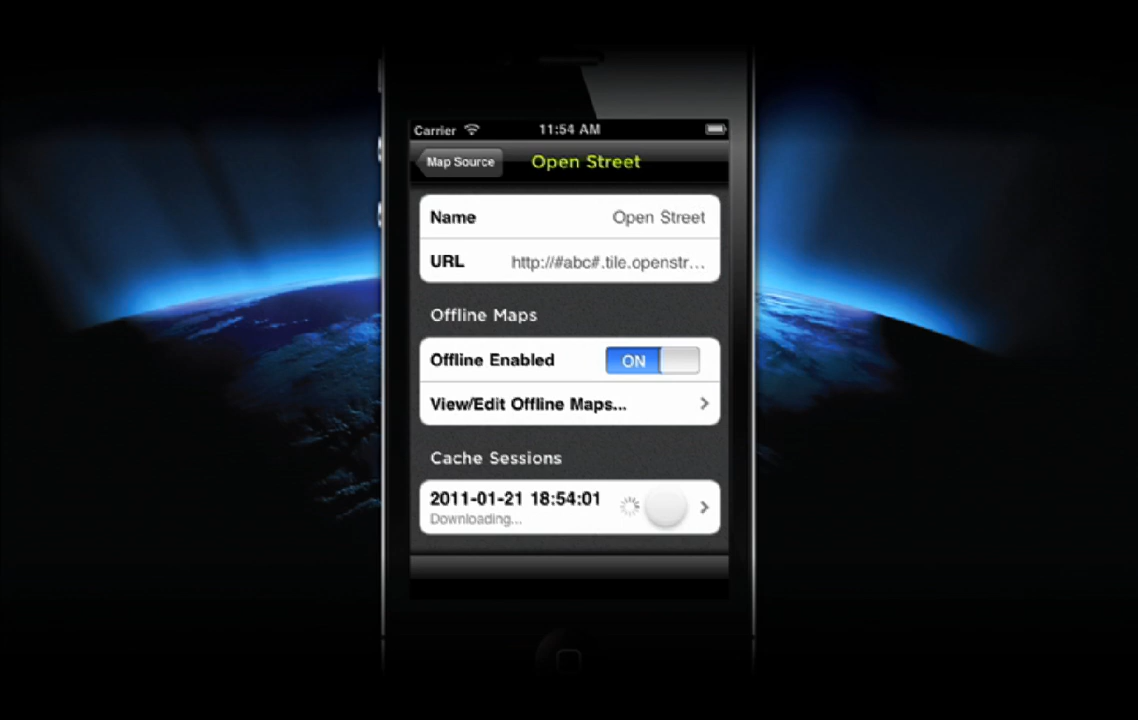 Carrier 11:54 AM
Map Source Open Street
Name Open Street
URL http://#abc#.tile.openstr...
Offline Maps
Offline Enabled ON
View/Edit Offline Maps...
Cache Sessions
2011-01-21 18:54:01
Downloading...